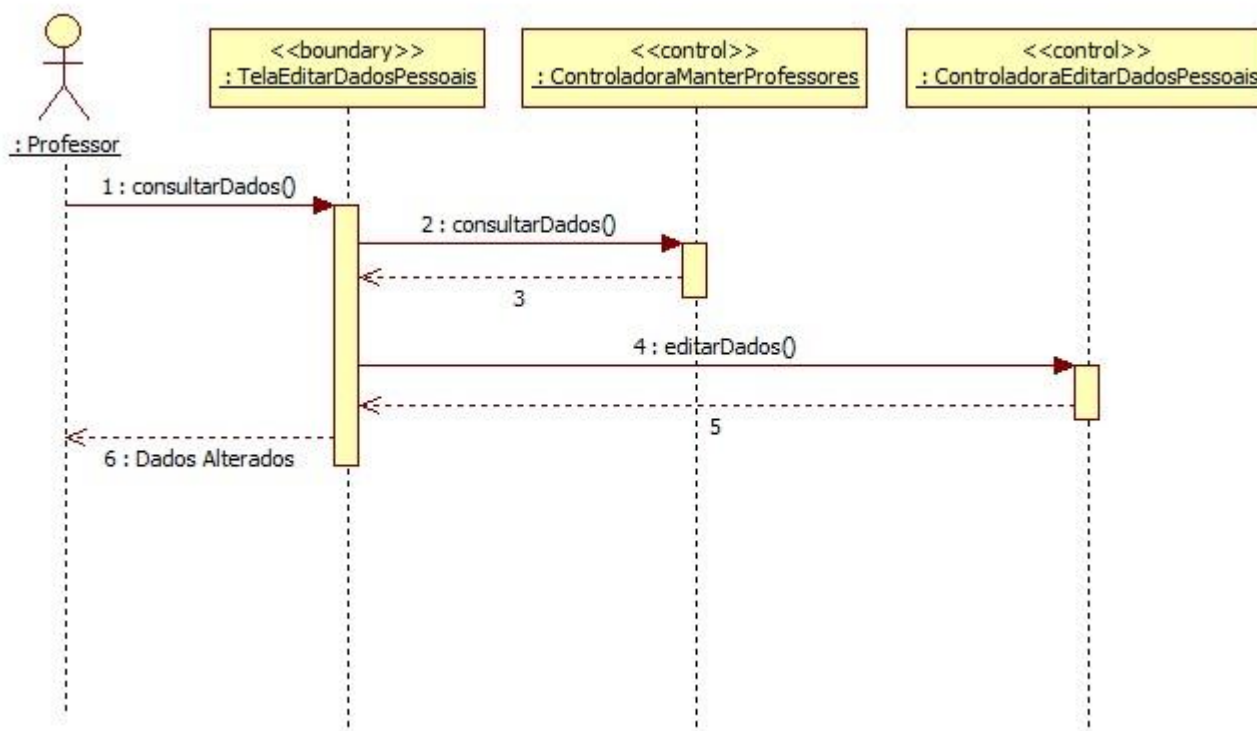 <<boundary>>
: TelaEditarDadosPessoais
<<control>>
: ControladoraManterProfessores
<<control>>
: ControladoraEditarDadosPessoais
: Professor
1 : consultarDados()
2 : consultarDados()
3
4 : editarDados()
5
6 : Dados Alterados